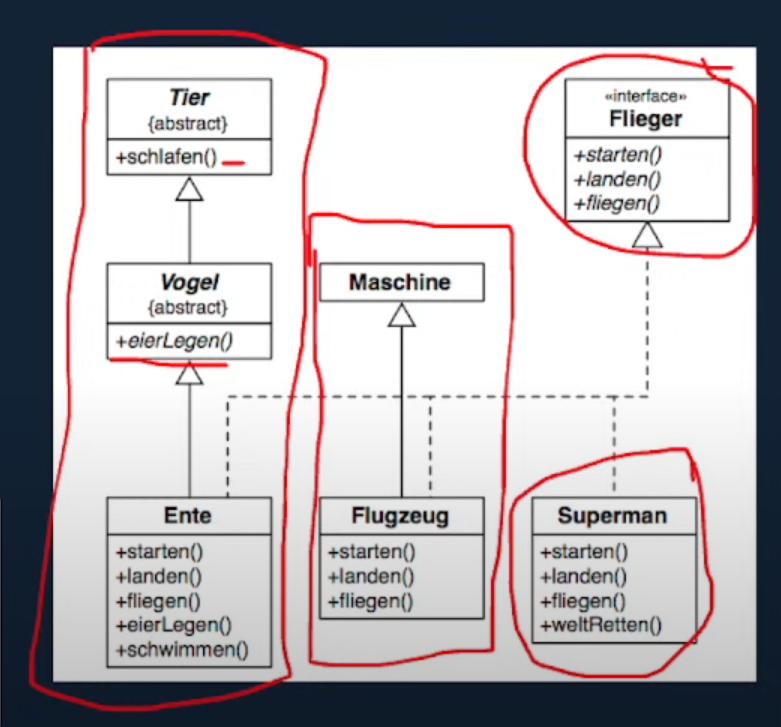 Tier
{abstract}
+schlafen()
«interface»
Flieger
+starten()
+landen()
+fliegen()
Vogel
{abstract}
+eierLegen()
Maschine
Ente
+starten()
+landen()
+fliegen()
+eierLegen()
+schwimmen()
Flugzeug
+starten()
+landen()
+fliegen()
Superman
+starten()
+landen()
+fliegen()
+weltRetten()